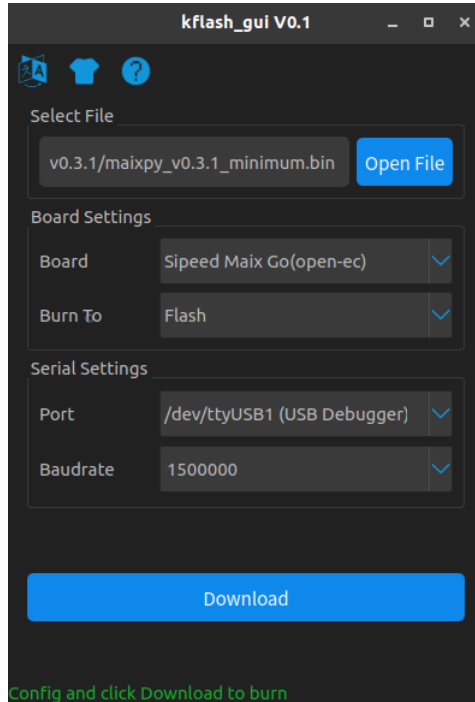 kflash_gui V0.1
Select File
v0.3.1/maixpy_v0.3.1_minimum.bin Open File
Board Settings
Board Sipeed Maix Go(open-ec)
Burn To Flash
Serial Settings
Port /dev/ttyUSB1 (USB Debugger)
Baudrate 1500000
Download
Config and click Download to burn